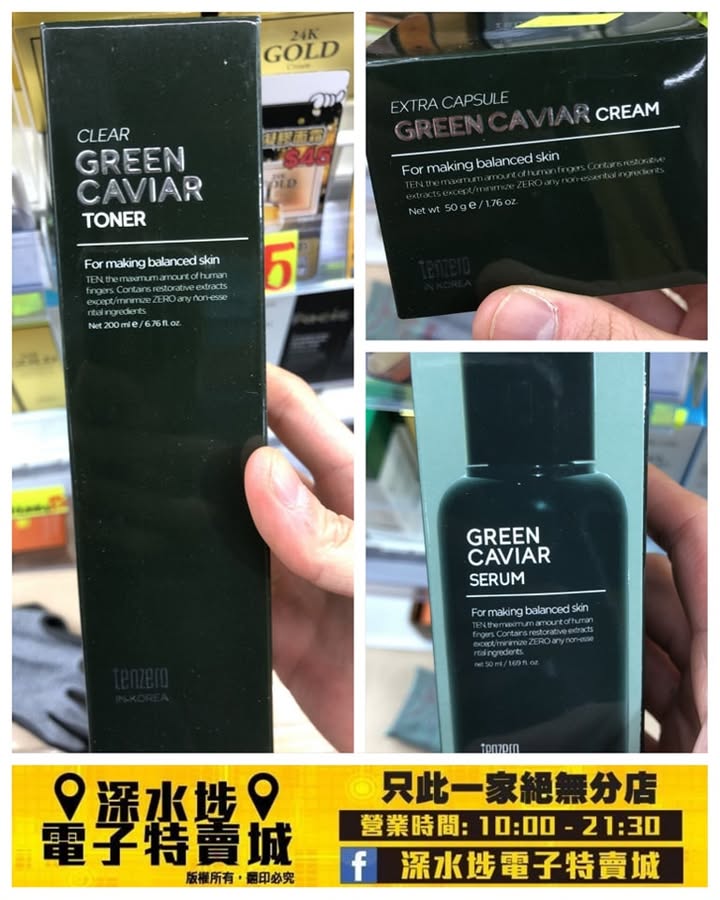 CLEAR
GREEN
CAVIAR
TONER
For making balanced skin
TEN, the maximum amount of human
fingers. Contains restorative extracts
except/minimize ZERO any non-esse
ntial ingredients.
Net 200 ml e / 6.76 fl. oz.
tenzero
IN KOREA
24K
GOLD
$45
EXTRA CAPSULE
GREEN CAVIAR CREAM
For making balanced skin
TEN, the maximum amount of human fingers. Contains restorative
extracts except/minimize ZERO any non-essential ingredients.
Net wt 50 g e / 1.76 oz.
tenzero
IN KOREA
GREEN
CAVIAR
SERUM
For making balanced skin
TEN, the maximum amount of human
fingers. Contains restorative extracts
except/minimize ZERO any non-esse
ntial ingredients.
net 50 ml / 1.69 fl. oz.
tenzero
深水埗
電子特賣城
版權所有，翻印必究
只此一家絕無分店
營業時間: 10:00 - 21:30
f 深水埗電子特賣城